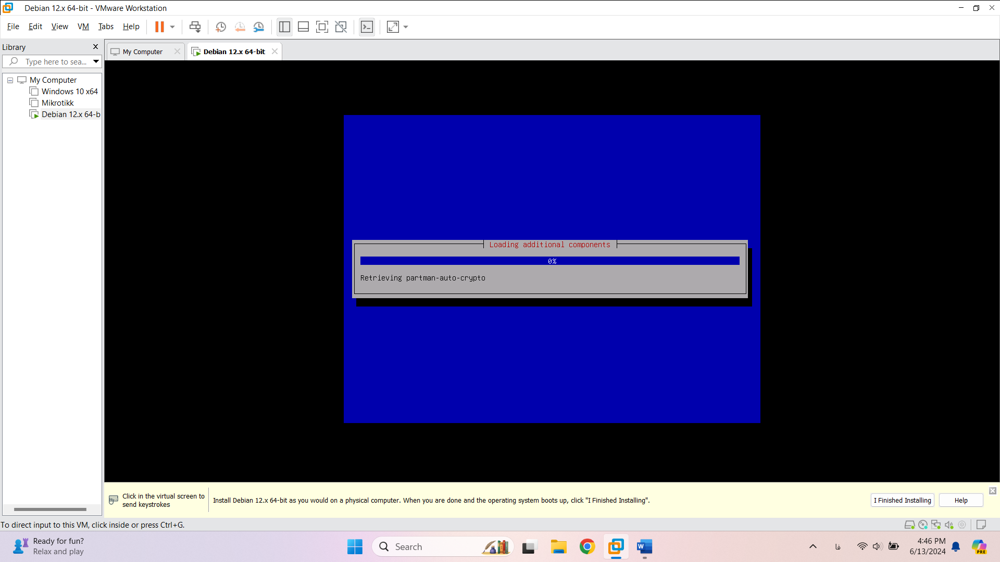 Debian 12.x 64-bit - VMware Workstation
File Edit View VM Tabs Help
Library
Type here to sea...
My Computer
Windows 10 x64
Mikrotikk
Debian 12.x 64-b
My Computer
Debian 12.x 64-bit
Loading additional components
0%
Retrieving partman-auto-crypto
Click in the virtual screen to
send keystrokes
Install Debian 12.x 64-bit as you would on a physical computer. When you are done and the operating system boots up, click "I Finished Installing".
I Finished Installing
Help
To direct input to this VM, click inside or press Ctrl+G.
Ready for fun?
Relax and play
Search
W
فا
4:46 PM
6/13/2024
PRE